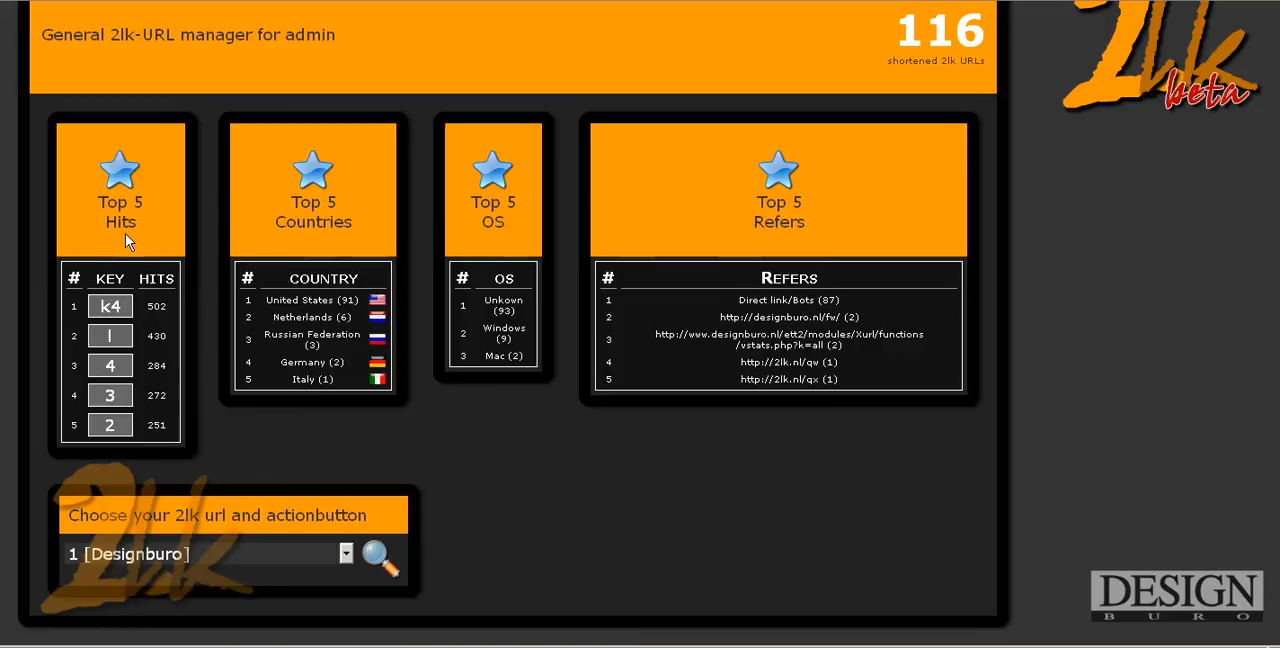 General 2lk-URL manager for admin
116
shortened 2lk URLs
2lk
beta
Top 5
Hits
# KEY HITS
1 k4 502
2 l 430
3 4 284
4 3 272
5 2 251
Top 5
Countries
# COUNTRY
1 United States (91)
2 Netherlands (6)
3 Russian Federation
(3)
4 Germany (2)
5 Italy (1)
Top 5
OS
# OS
1 Unkown
(93)
2 Windows
(9)
3 Mac (2)
Top 5
Refers
# REFERS
1 Direct link/Bots (87)
2 http://designburo.nl/fw/ (2)
3 http://www.designburo.nl/ett2/modules/Xurl/functions
/vstats.php?k=all (2)
4 http://2lk.nl/qw (1)
5 http://2lk.nl/qx (1)
Choose your 2lk url and actionbutton
1 [Designburo]
2lk
DESIGN
BURO